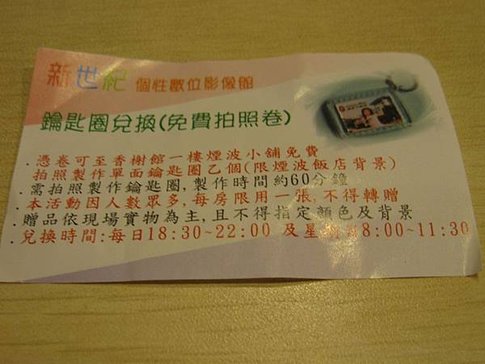 新世紀 個性數位影像館
鑰匙圈兌換(免費拍照卷)
.憑卷可至香榭館一樓煙波小舖免費
拍照製作單面鑰匙圈乙個(限煙波飯店背景)
.需拍照製作鑰匙圈,製作時間約60分鐘
.本活動因人數眾多,每房限用一張,不得轉贈
.贈品依現場實物為主,且不得指定顏色及背景
.兌換時間:每日18:30~22:00 及星期 8:00~11:30